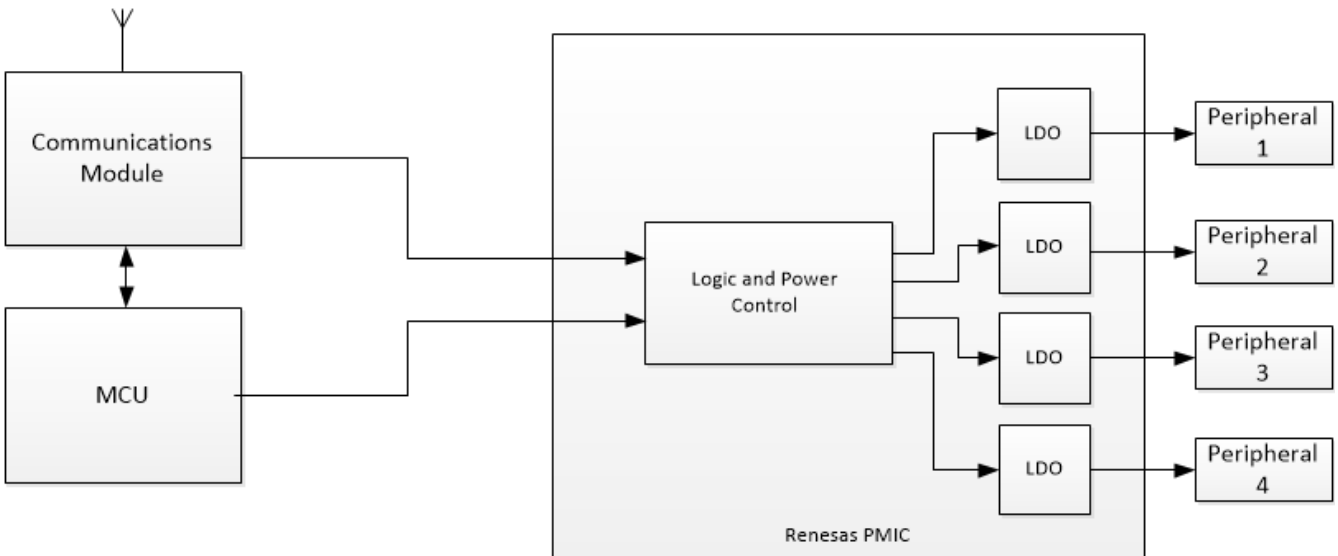 Communications
Module
MCU
Logic and Power
Control
LDO
LDO
LDO
LDO
Peripheral
1
Peripheral
2
Peripheral
3
Peripheral
4
Renesas PMIC